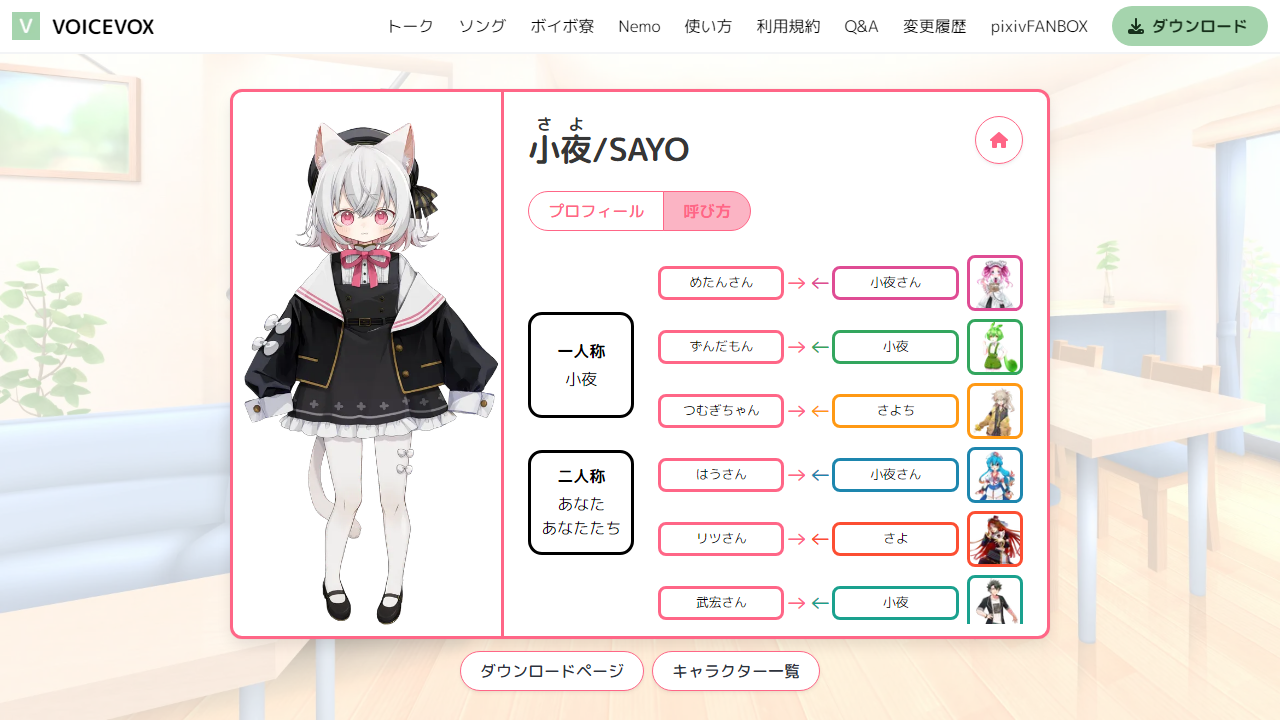 V VOICEVOX
トーク ソング ボイボ寮 Nemo 使い方 利用規約 Q&A 変更履歴 pixivFANBOX ダウンロード
さ よ
小夜/SAYO
プロフィール 呼び方
一人称
小夜
二人称
あなた
あなたたち
めたんさん → ← 小夜さん
ずんだもん → ← 小夜
つむぎちゃん → ← さよち
はうさん → ← 小夜さん
リツさん → ← さよ
武宏さん → ← 小夜
ダウンロードページ キャラクター一覧